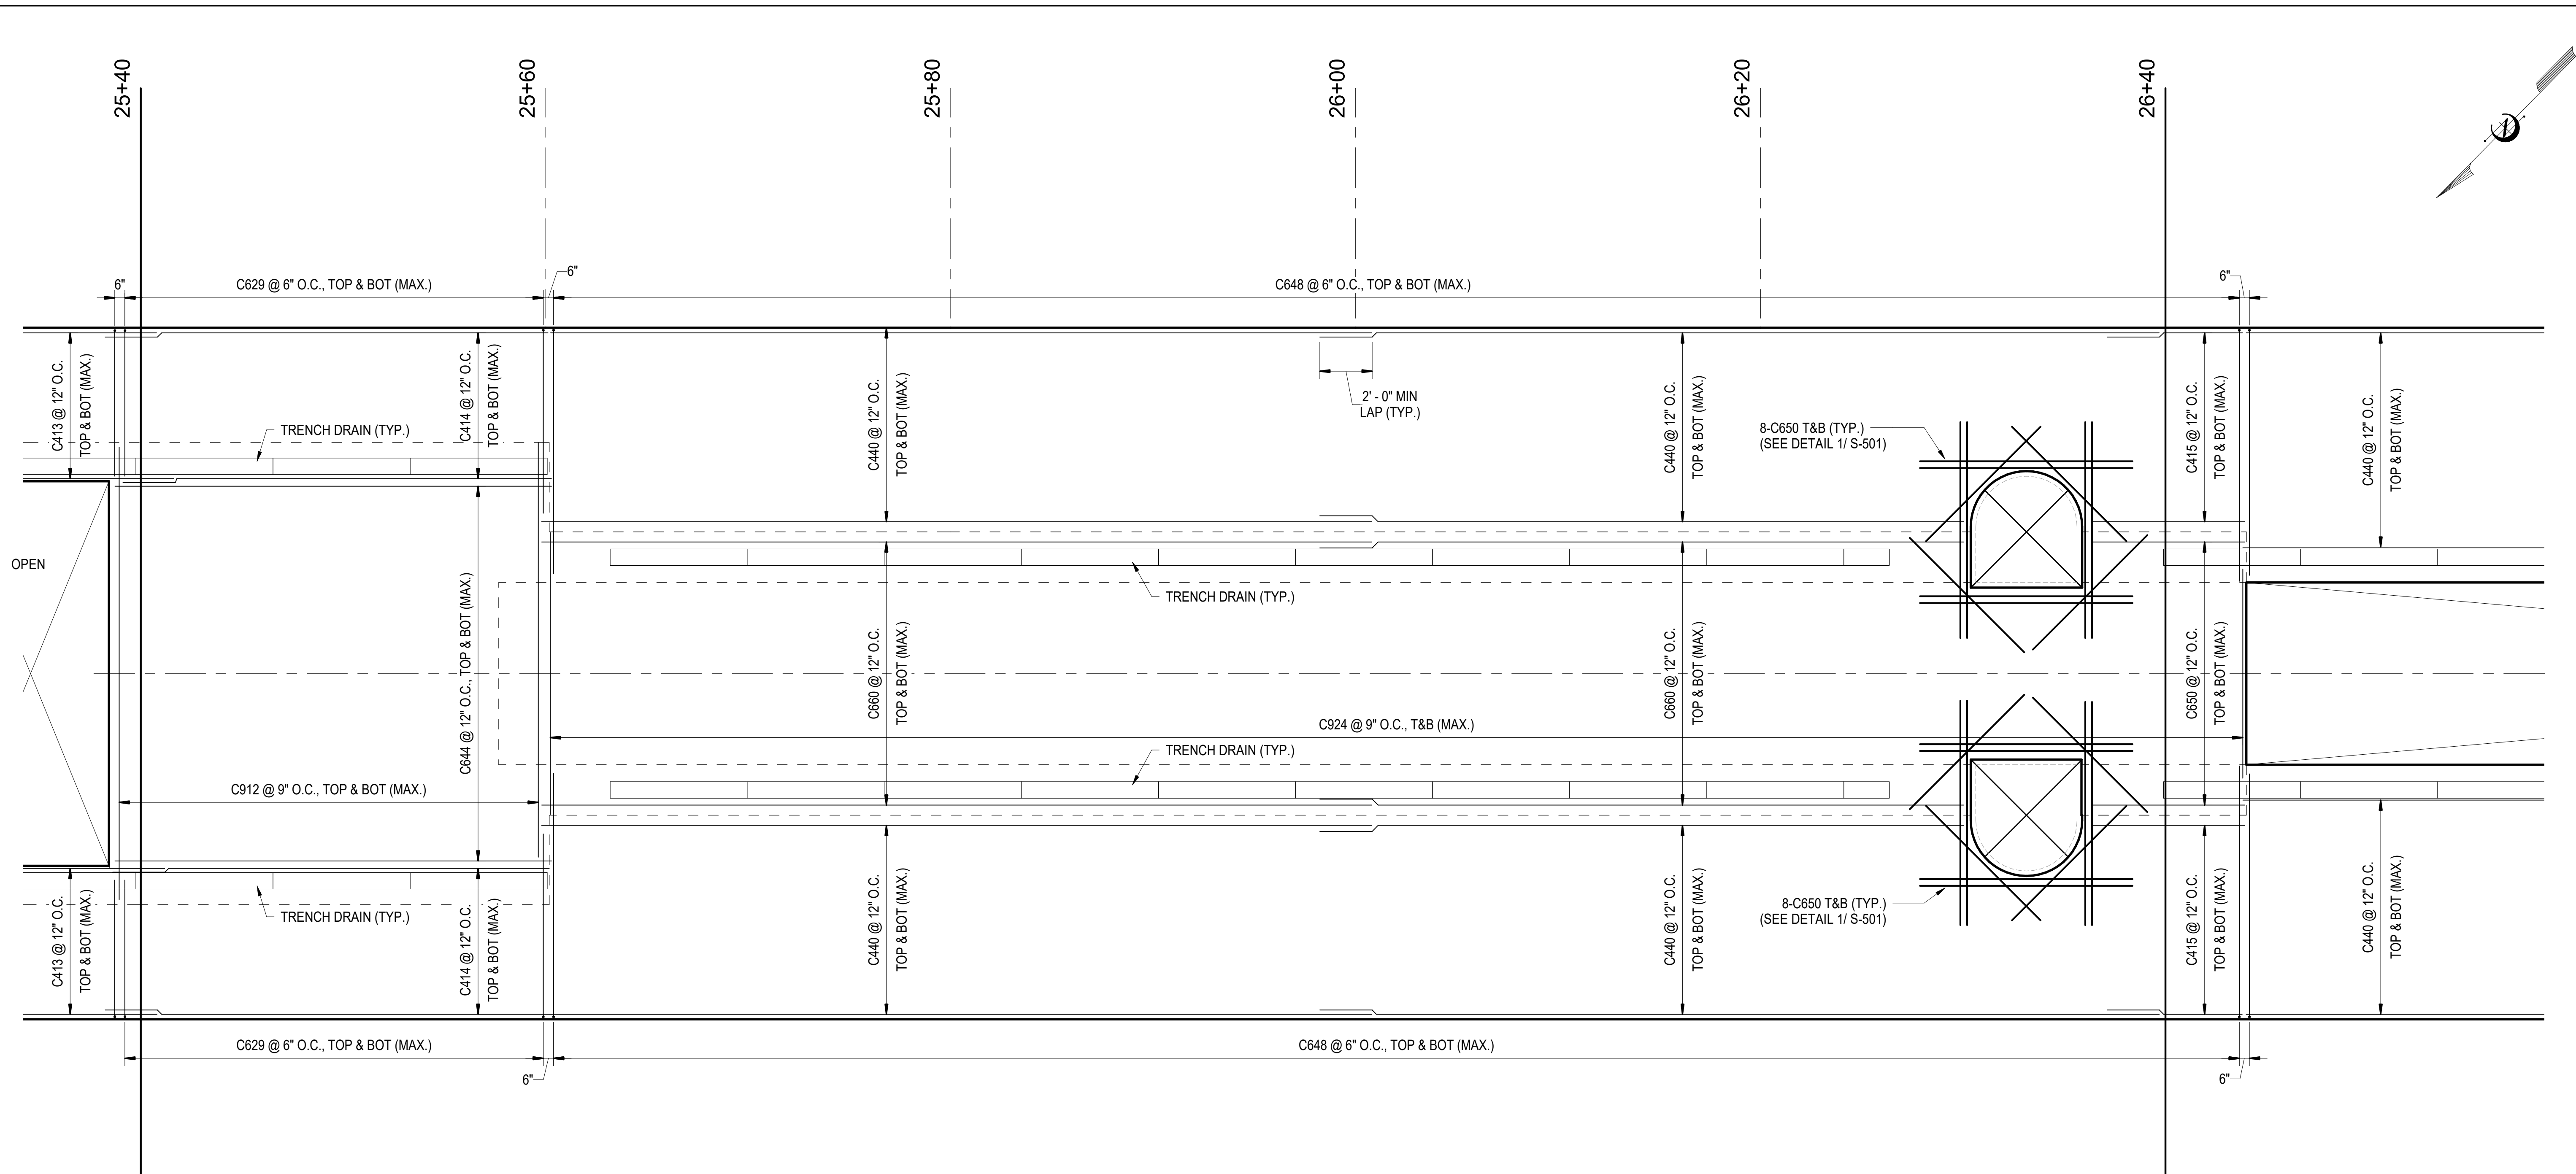 25+40
25+60
25+80
26+00
26+20
26+40
6"
C629 @ 6" O.C., TOP & BOT (MAX.)
6"
C648 @ 6" O.C., TOP & BOT (MAX.)
6"
C413 @ 12" O.C.
TOP & BOT (MAX.)
TRENCH DRAIN (TYP.)
C414 @ 12" O.C.
TOP & BOT (MAX.)
C440 @ 12" O.C.
TOP & BOT (MAX.)
2' - 0" MIN
LAP (TYP.)
C440 @ 12" O.C.
TOP & BOT (MAX.)
8-C650 T&B (TYP.)
(SEE DETAIL 1/ S-501)
C415 @ 12" O.C.
TOP & BOT (MAX.)
C440 @ 12" O.C.
TOP & BOT (MAX.)
OPEN
C644 @ 12" O.C., TOP & BOT (MAX.)
TRENCH DRAIN (TYP.)
C660 @ 12" O.C.
TOP & BOT (MAX.)
C660 @ 12" O.C.
TOP & BOT (MAX.)
C650 @ 12" O.C.
TOP & BOT (MAX.)
C924 @ 9" O.C., T&B (MAX.)
TRENCH DRAIN (TYP.)
C912 @ 9" O.C., TOP & BOT (MAX.)
C413 @ 12" O.C.
TOP & BOT (MAX.)
TRENCH DRAIN (TYP.)
C414 @ 12" O.C.
TOP & BOT (MAX.)
C440 @ 12" O.C.
TOP & BOT (MAX.)
C440 @ 12" O.C.
TOP & BOT (MAX.)
8-C650 T&B (TYP.)
(SEE DETAIL 1/ S-501)
C415 @ 12" O.C.
TOP & BOT (MAX.)
C440 @ 12" O.C.
TOP & BOT (MAX.)
C629 @ 6" O.C., TOP & BOT (MAX.)
6"
C648 @ 6" O.C., TOP & BOT (MAX.)
6"